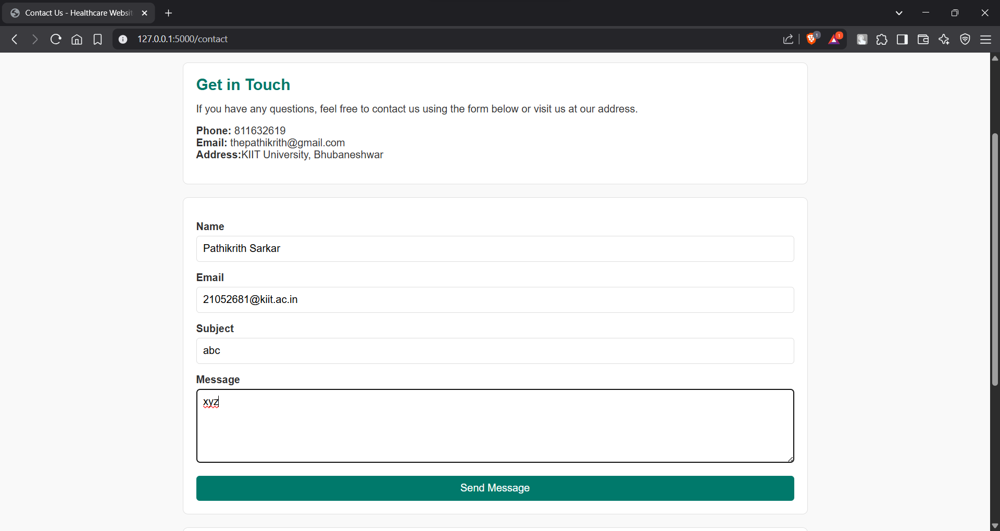 Contact Us - Healthcare Websit
127.0.0.1:5000/contact
1
1
Get in Touch
If you have any questions, feel free to contact us using the form below or visit us at our address.
Phone: 811632619
Email: thepathikrith@gmail.com
Address:KIIT University, Bhubaneshwar
Name
Pathikrith Sarkar
Email
21052681@kiit.ac.in
Subject
abc
Message
xyz
Send Message